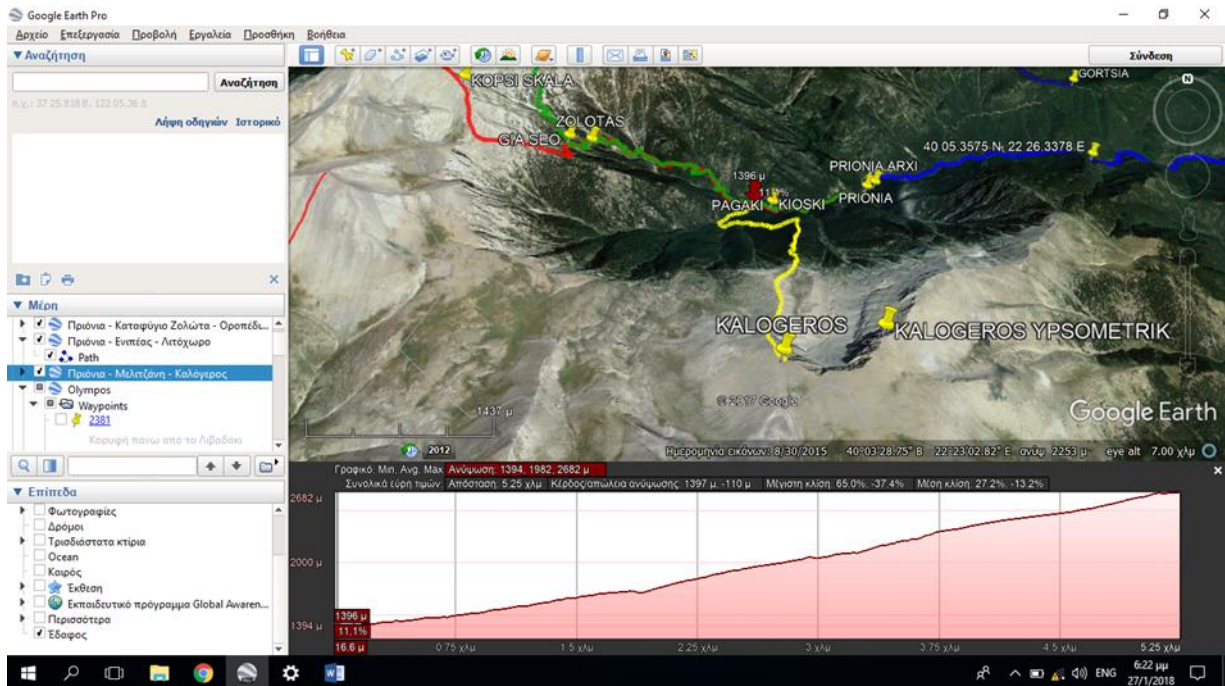 Google Earth Pro
Αρχείο Επεξεργασία Προβολή Εργαλεία Προσθήκη Βοήθεια
Αναζήτηση
Σύνδεση
Αναζήτηση
π.χ.: 37 25.818 Β, 122 05.36 Δ
Λήψη οδηγιών Ιστορικό
Μέρη
Πριόνια - Καταφύγιο Ζολώτα - Οροπέδι...
Πριόνια - Ενιπέας - Λιτόχωρο
Path
Πριόνια - Μελιτζάνη - Καλόγερος
Olympos
Waypoints
2381
Κορυφή πάνω από το Λιβαδάκι
Επίπεδα
Φωτογραφίες
Δρόμοι
Τρισδιάστατα κτίρια
Ocean
Καιρός
Έκθεση
Εκπαιδευτικό πρόγραμμα Global Awaren...
Περισσότερα
Έδαφος
KOPSI SKALA
GORTSIA
N
ZOLOTAS
GIA SEO
40 05.3575 N, 22 26.3378 E
1396 μ
PRIONIA ARXI
PAGAKI
KIOSKI
PRIONIA
KALOGEROS
KALOGEROS YPSOMETRIK
© 2017 Google
1437 μ
Google Earth
2012
Ημερομηνία εικόνων: 8/30/2015 40°03'28.75" Β 22°23'02.82" Ε ανύψ 2253 μ eye alt 7.00 χλμ
Γραφικό: Min, Avg, Max Ανύψωση: 1394, 1982, 2682 μ
Συνολικά εύρη τιμών: Απόσταση: 5.25 χλμ Κέρδος/απώλεια ανύψωσης: 1397 μ, -110 μ Μέγιστη κλίση: 65.0%, -37.4% Μέση κλίση: 27.2%, -13.2%
2682 μ
2000 μ
1394 μ
1396 μ
11.1%
16.6 μ
0.75 χλμ 1.5 χλμ 2.25 χλμ 3 χλμ 3.75 χλμ 4.5 χλμ 5.25 χλμ
ENG
6:22 μμ
27/1/2018